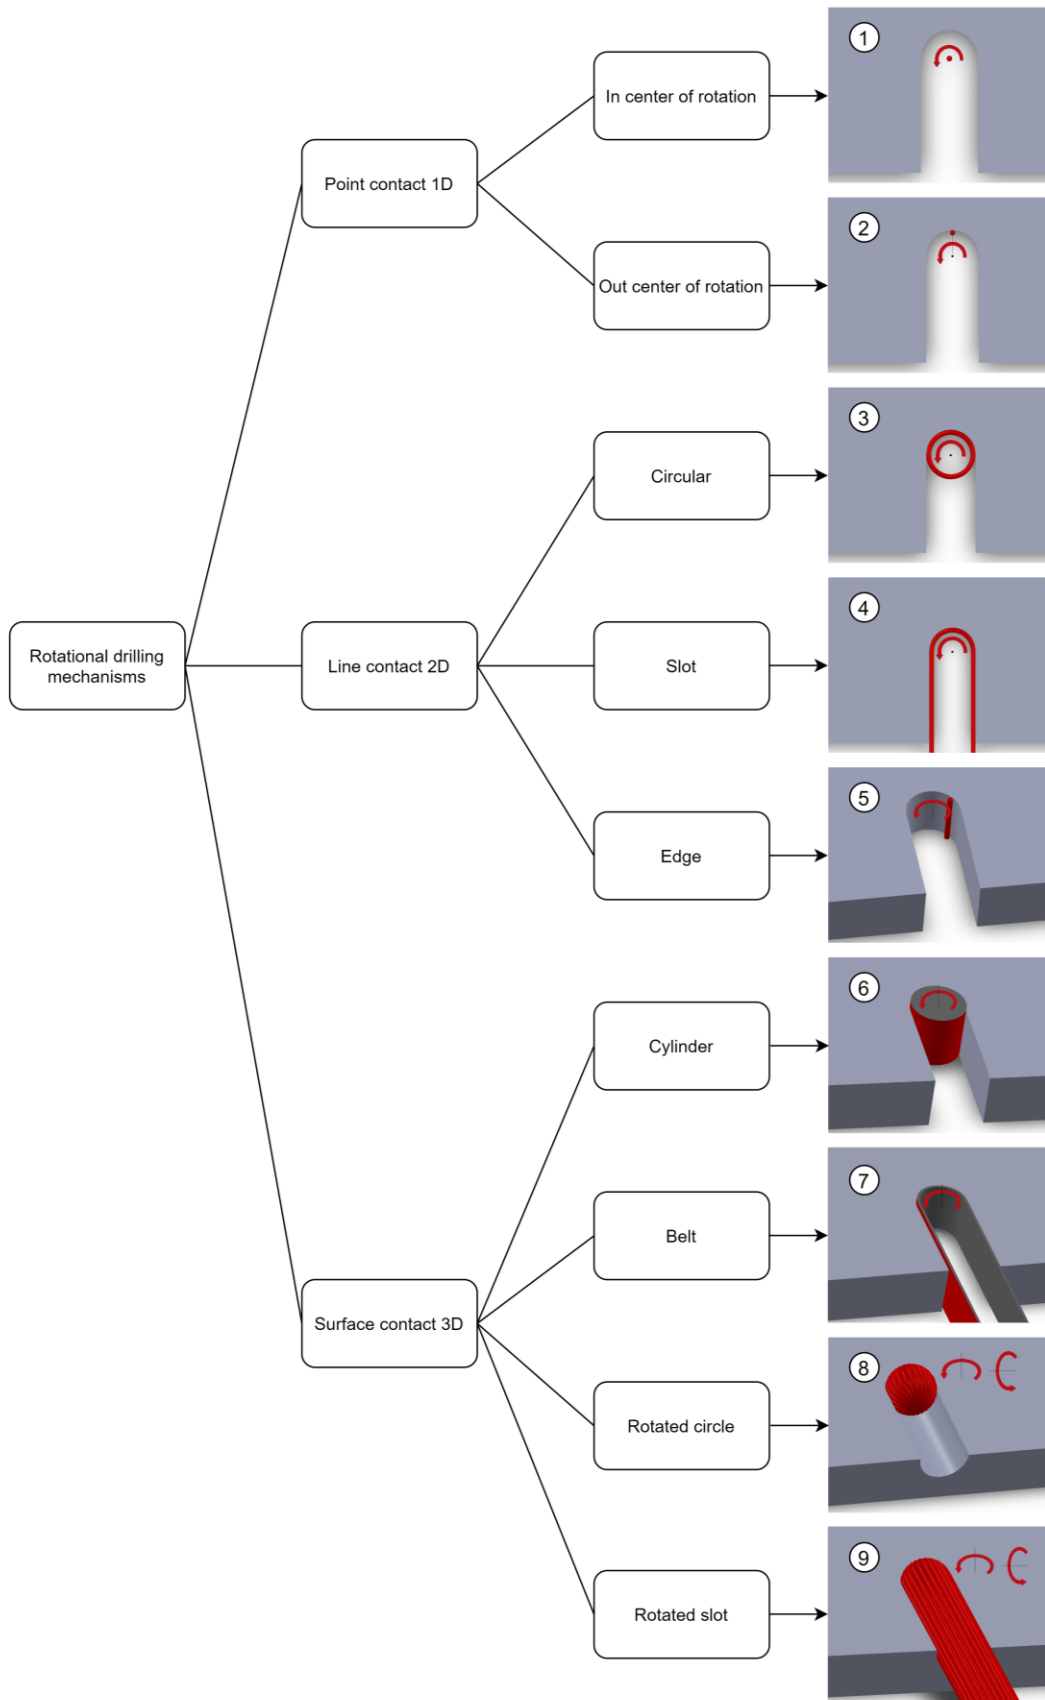 1
In center of rotation
Point contact 1D
2
Out center of rotation
3
Circular
4
Rotational drilling
mechanisms
Line contact 2D
Slot
5
Edge
6
Cylinder
7
Belt
Surface contact 3D
8
Rotated circle
9
Rotated slot